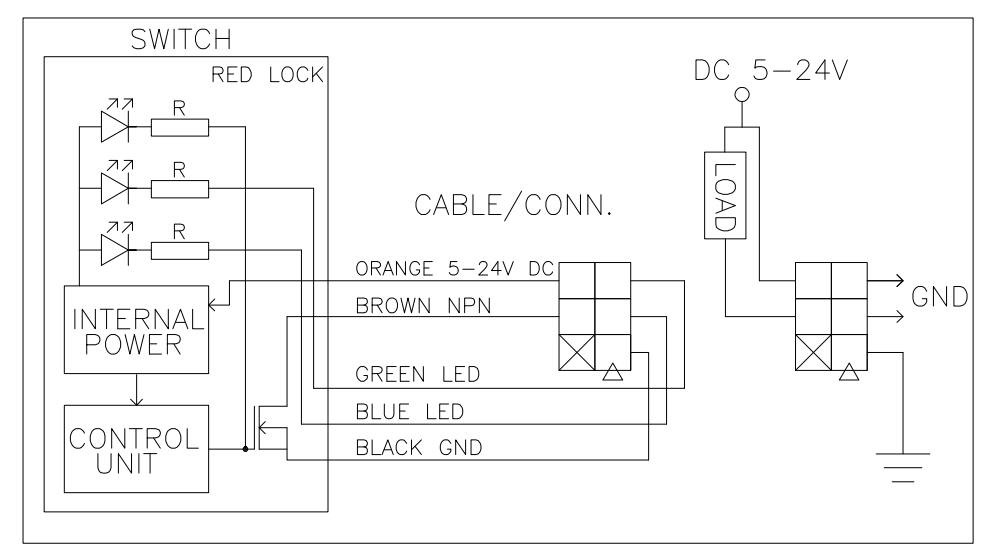 SWITCH
RED LOCK
R
R
R
INTERNAL
POWER
CONTROL
UNIT
CABLE/CONN.
ORANGE 5-24V DC
BROWN NPN
GREEN LED
BLUE LED
BLACK GND
DC 5-24V
LOAD
GND